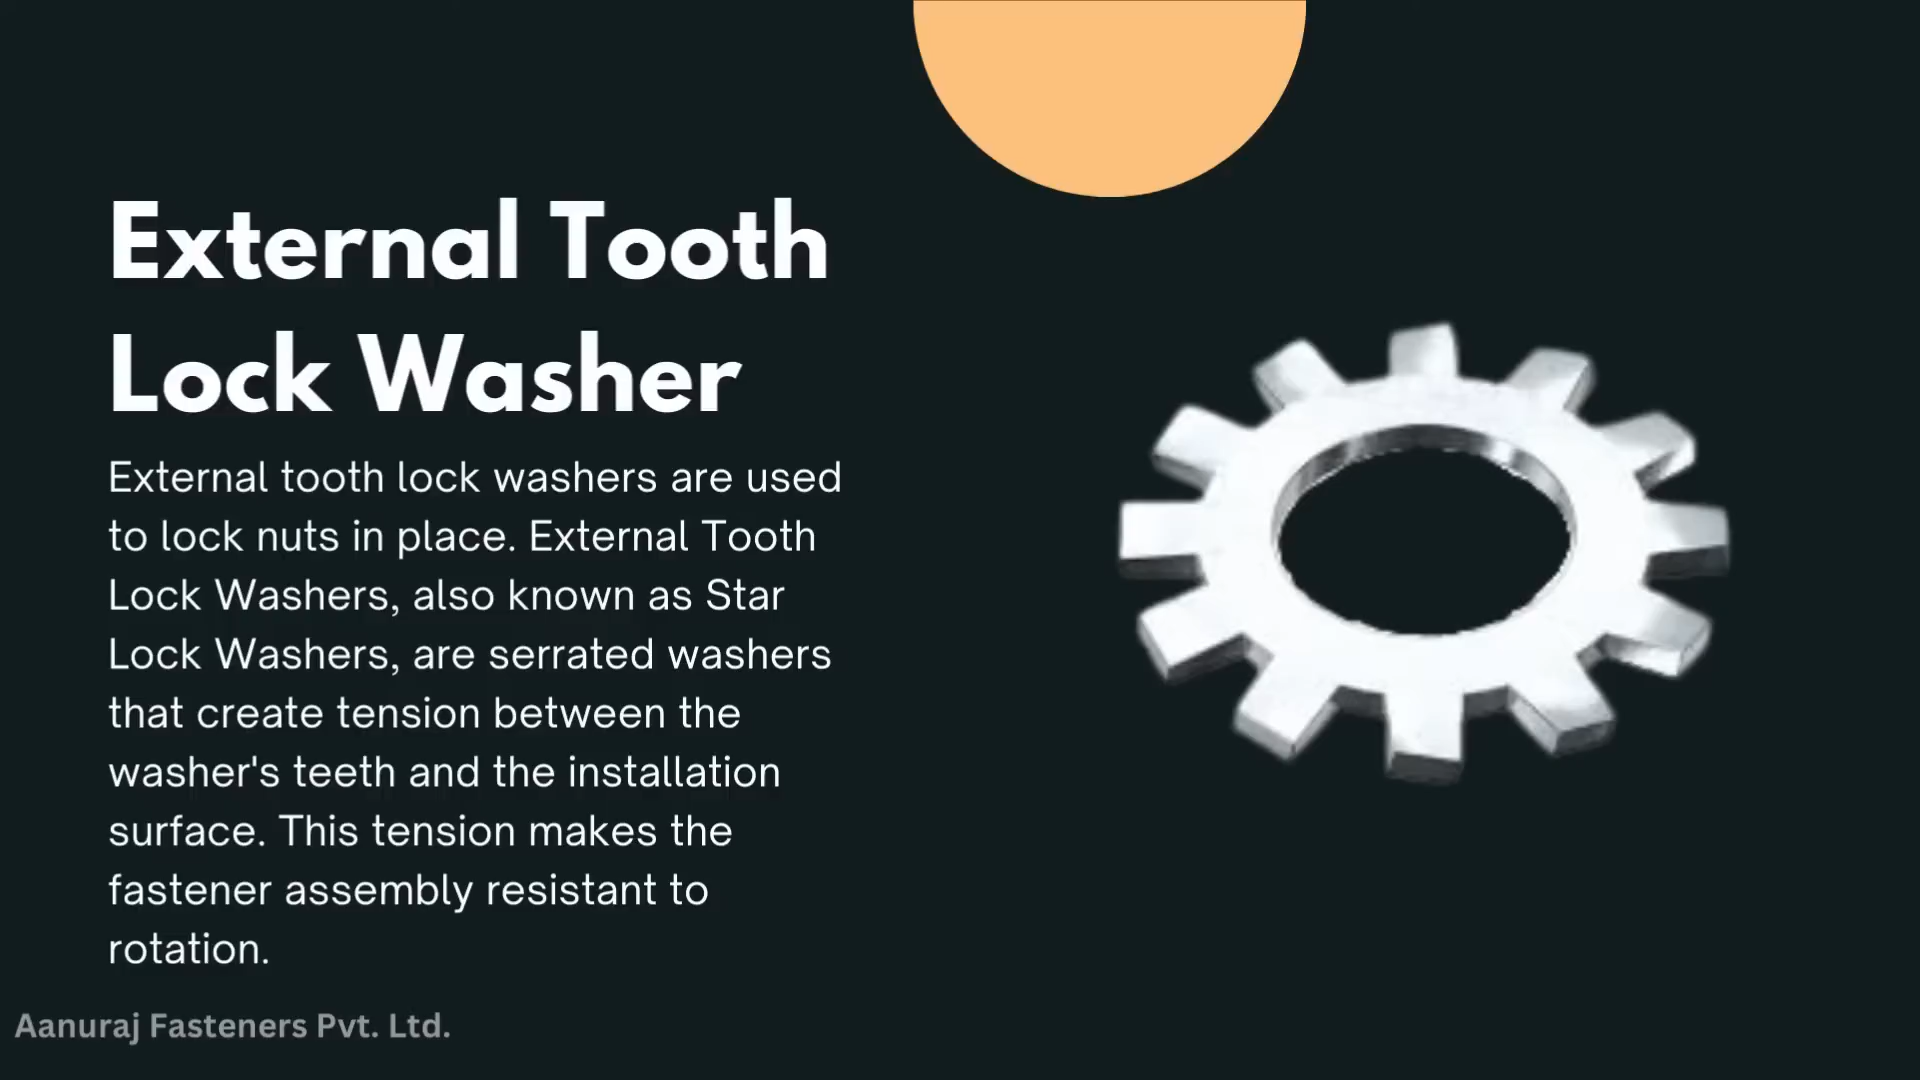 External Tooth
Lock Washer
External tooth lock washers are used
to lock nuts in place. External Tooth
Lock Washers, also known as Star
Lock Washers, are serrated washers
that create tension between the
washer's teeth and the installation
surface. This tension makes the
fastener assembly resistant to
rotation.
Aanuraj Fasteners Pvt. Ltd.